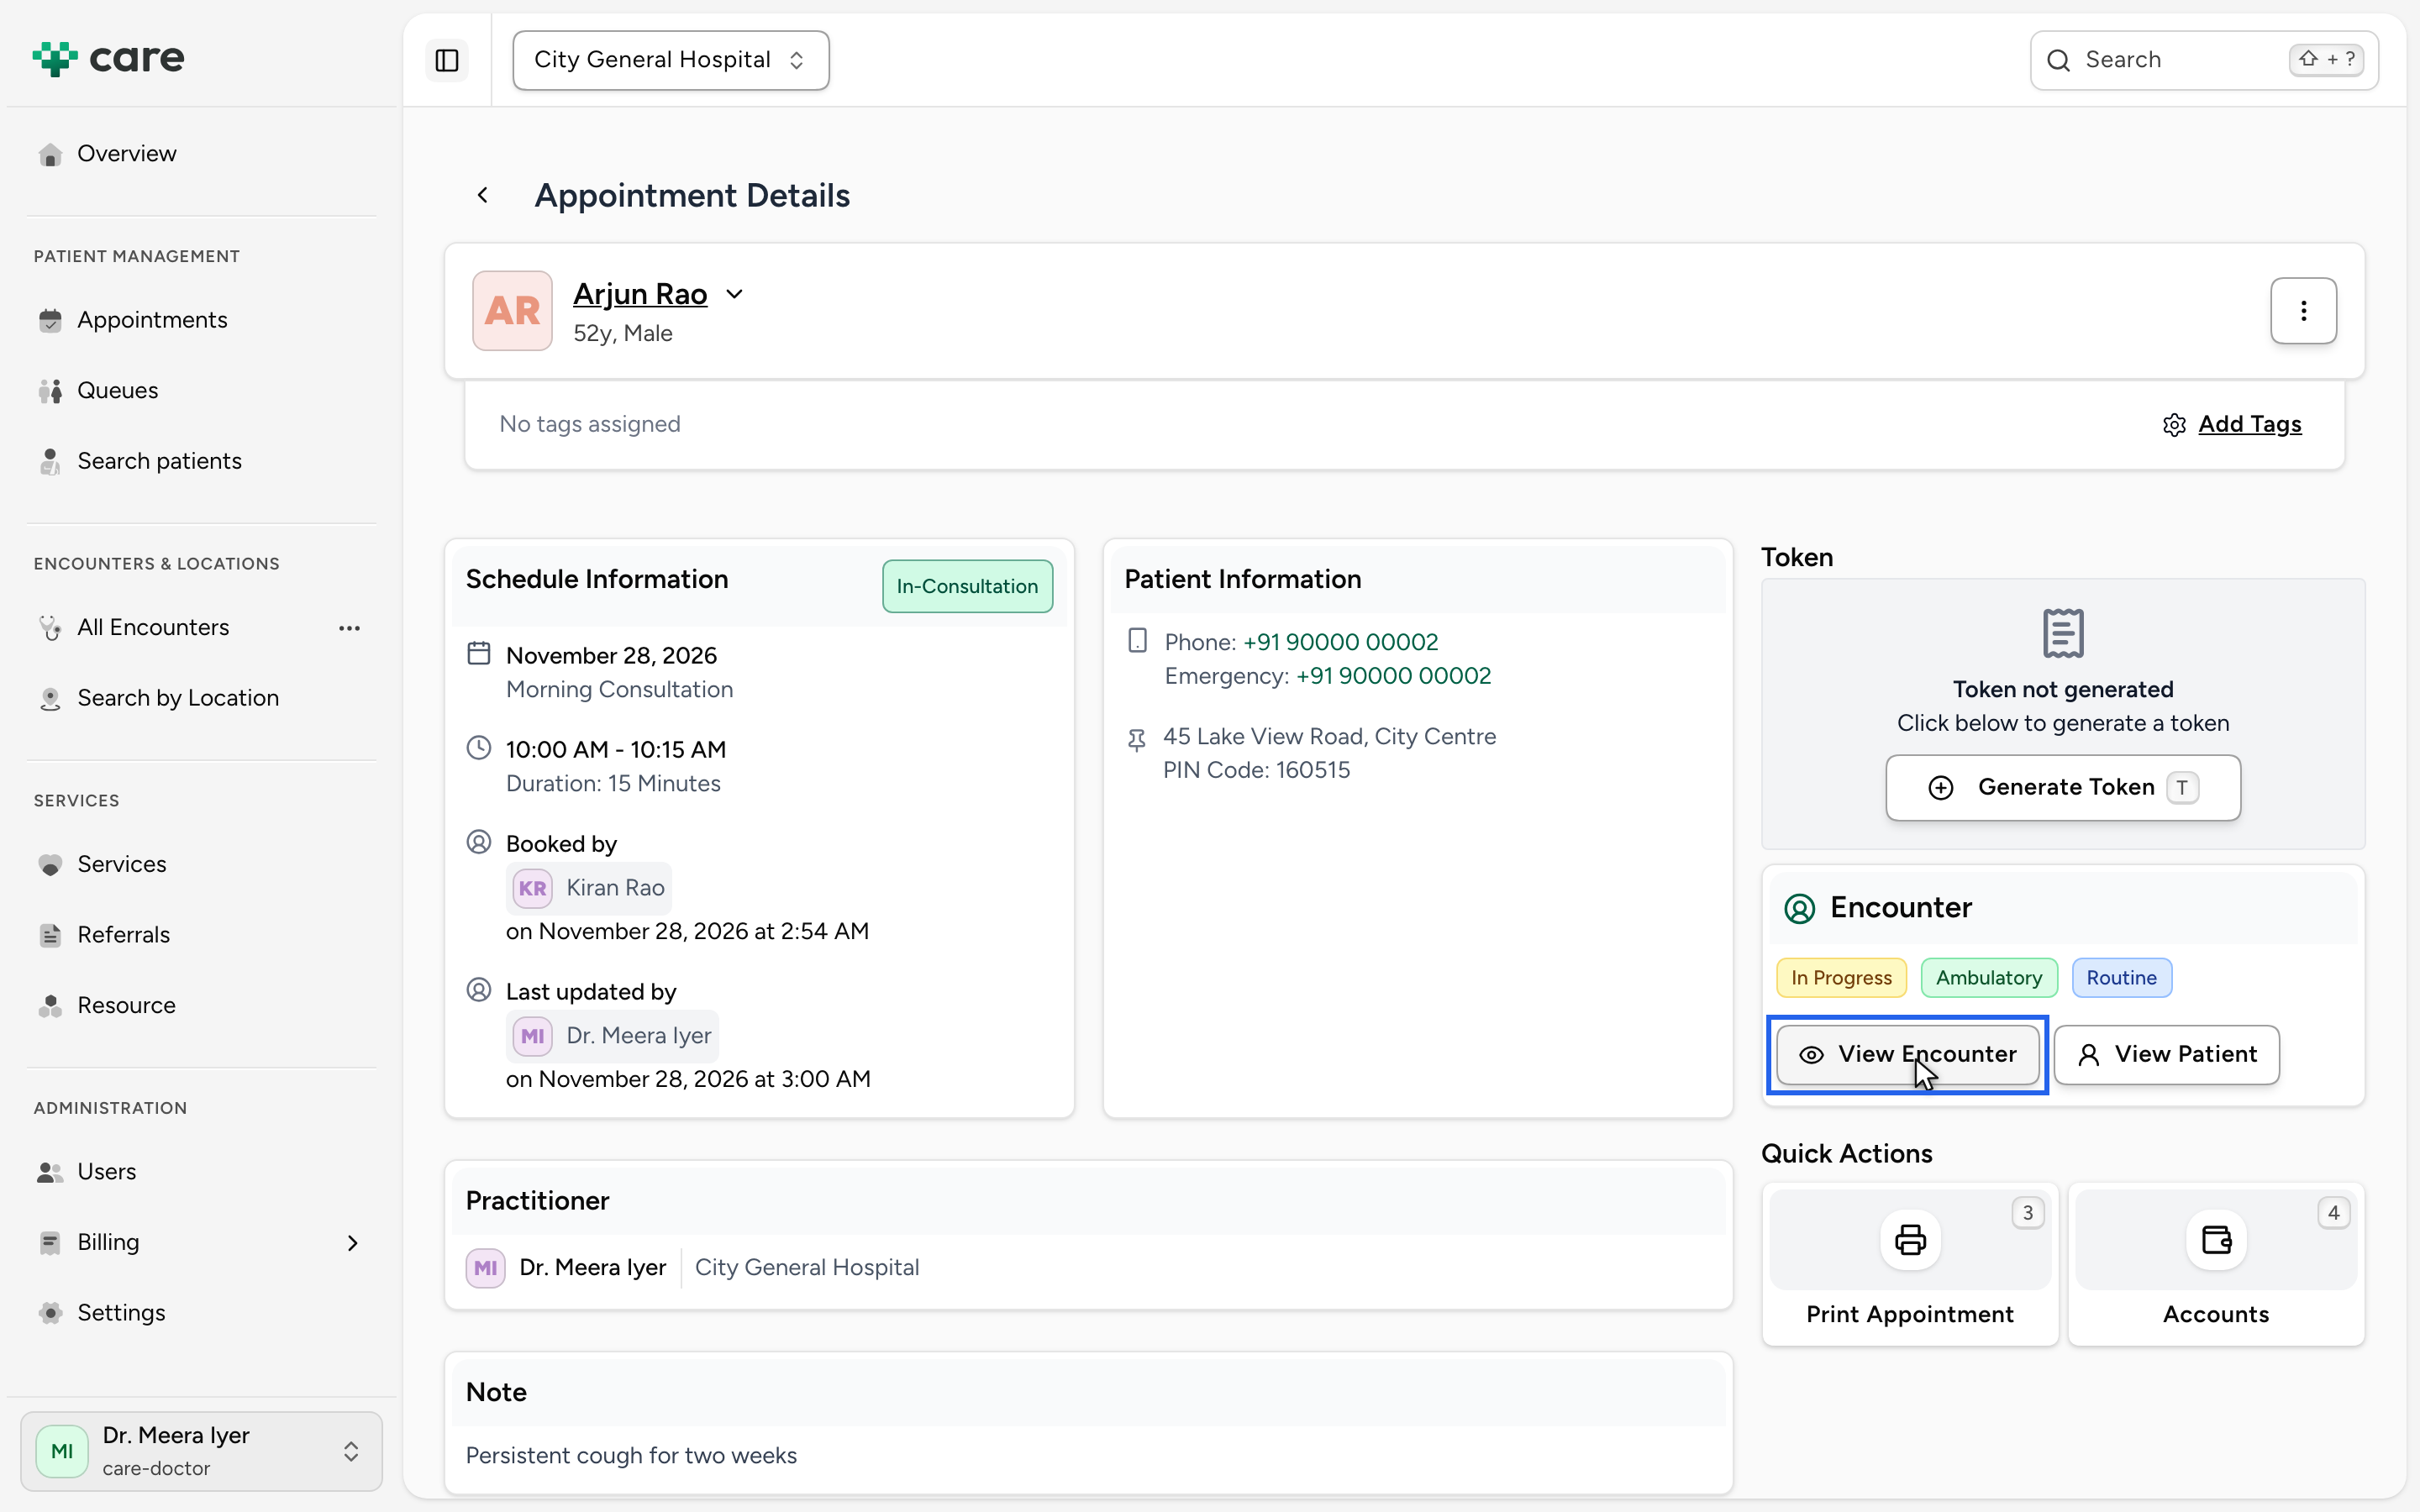 care
City General Hospital
Search
+ ?
Overview
PATIENT MANAGEMENT
Appointments
Queues
Search patients
ENCOUNTERS & LOCATIONS
All Encounters
Search by Location
SERVICES
Services
Referrals
Resource
ADMINISTRATION
Users
Billing
Settings
MI
Dr. Meera Iyer
care-doctor
Appointment Details
AR
Arjun Rao
52y, Male
No tags assigned
Add Tags
Schedule Information
In-Consultation
November 28, 2026
Morning Consultation
10:00 AM - 10:15 AM
Duration: 15 Minutes
Booked by
KR Kiran Rao
on November 28, 2026 at 2:54 AM
Last updated by
MI Dr. Meera Iyer
on November 28, 2026 at 3:00 AM
Patient Information
Phone: +91 90000 00002
Emergency: +91 90000 00002
45 Lake View Road, City Centre
PIN Code: 160515
Practitioner
MI Dr. Meera Iyer City General Hospital
Note
Persistent cough for two weeks
Token
Token not generated
Click below to generate a token
Generate Token T
Encounter
In Progress Ambulatory Routine
View Encounter View Patient
Quick Actions
3
Print Appointment
4
Accounts